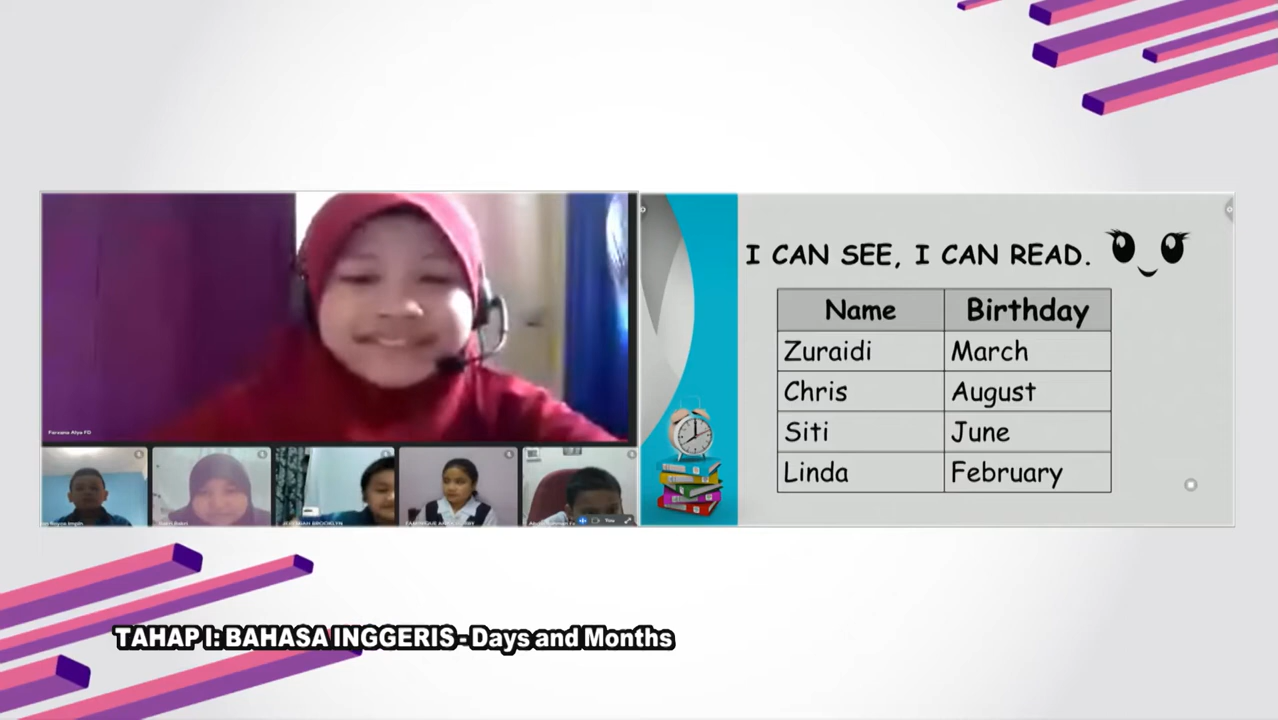 I CAN SEE, I CAN READ.
Name Birthday
Zuraidi March
Chris August
Siti June
Linda February
You
TAHAP I: BAHASA INGGERIS - Days and Months